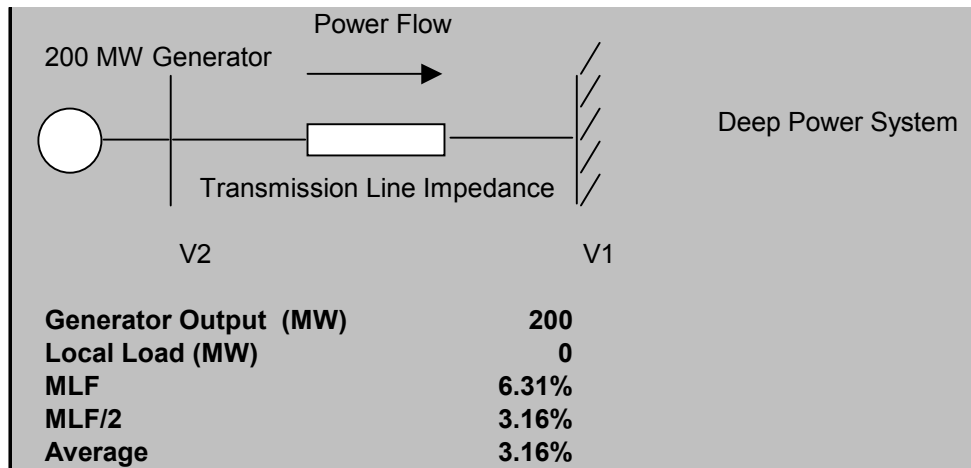 Power Flow
200 MW Generator
Deep Power System
Transmission Line Impedance
V2 V1
Generator Output (MW) 200
Local Load (MW) 0
MLF 6.31%
MLF/2 3.16%
Average 3.16%